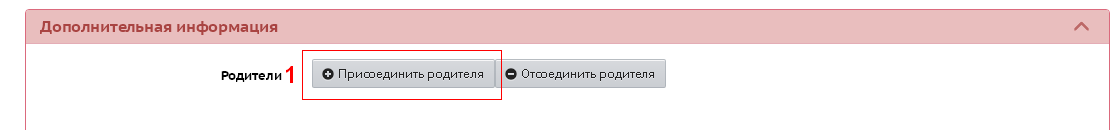 Дополнительная информация
Родители 1 Присоединить родителя Отсоединить родителя